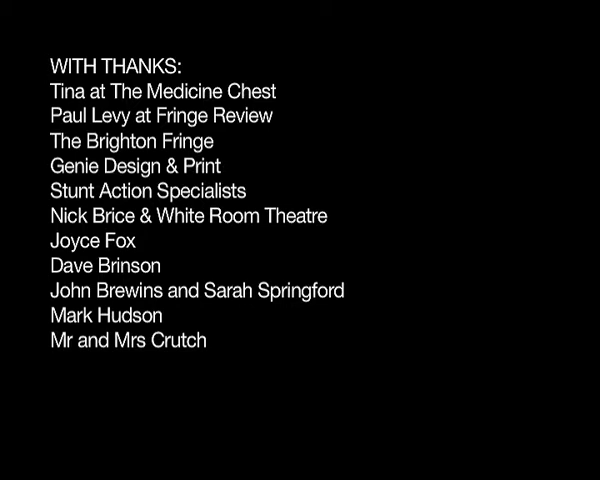 WITH THANKS:
Tina at The Medicine Chest
Paul Levy at Fringe Review
The Brighton Fringe
Genie Design & Print
Stunt Action Specialists
Nick Brice & White Room Theatre
Joyce Fox
Dave Brinson
John Brewins and Sarah Springford
Mark Hudson
Mr and Mrs Crutch